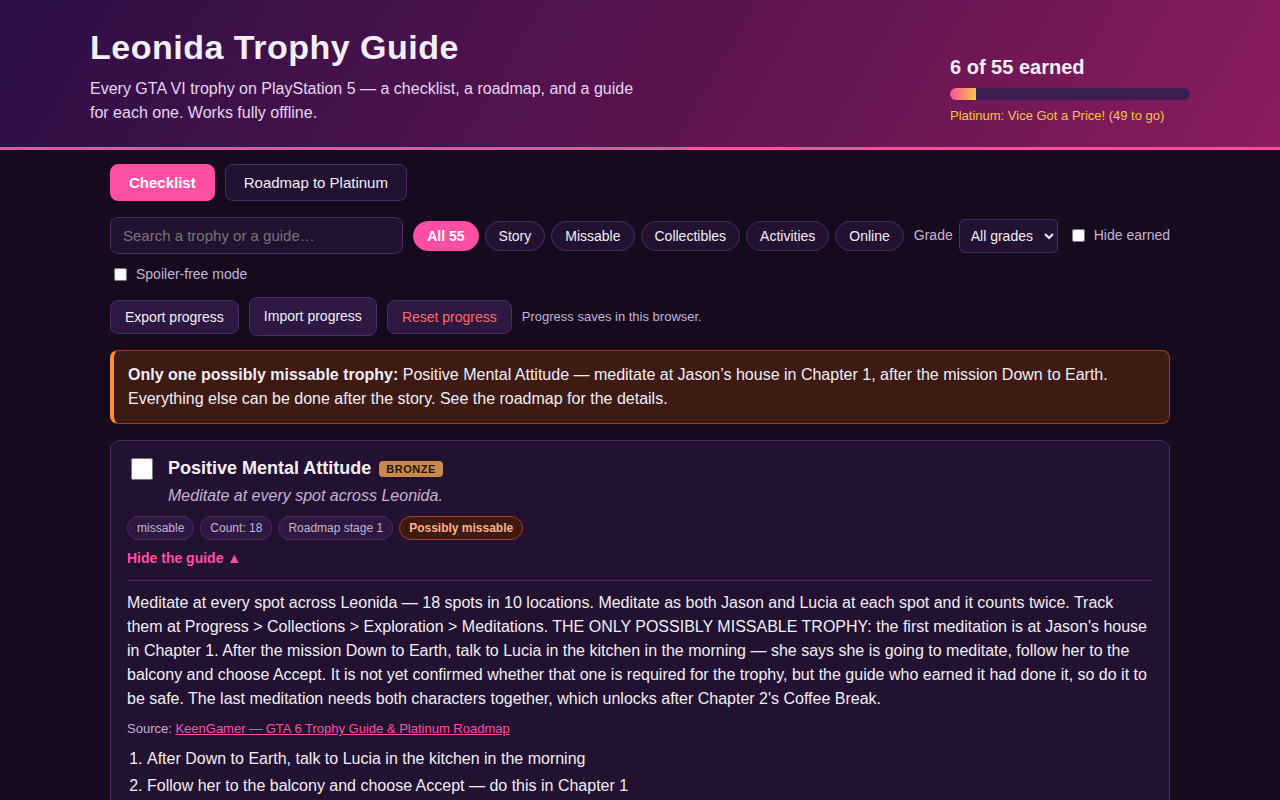 Leonida Trophy Guide
Every GTA VI trophy on PlayStation 5 — a checklist, a roadmap, and a guide
for each one. Works fully offline.
6 of 55 earned
Platinum: Vice Got a Price! (49 to go)
Checklist
Roadmap to Platinum
Search a trophy or a guide…
All 55
Story
Missable
Collectibles
Activities
Online
Grade
All grades
Hide earned
Spoiler-free mode
Export progress
Import progress
Reset progress
Progress saves in this browser.
Only one possibly missable trophy: Positive Mental Attitude — meditate at Jason’s house in Chapter 1, after the mission Down to Earth.
Everything else can be done after the story. See the roadmap for the details.
Positive Mental Attitude BRONZE
Meditate at every spot across Leonida.
missable
Count: 18
Roadmap stage 1
Possibly missable
Hide the guide ▲
Meditate at every spot across Leonida — 18 spots in 10 locations. Meditate as both Jason and Lucia at each spot and it counts twice. Track
them at Progress > Collections > Exploration > Meditations. THE ONLY POSSIBLY MISSABLE TROPHY: the first meditation is at Jason's house
in Chapter 1. After the mission Down to Earth, talk to Lucia in the kitchen in the morning — she says she is going to meditate, follow her to the
balcony and choose Accept. It is not yet confirmed whether that one is required for the trophy, but the guide who earned it had done it, so do it to
be safe. The last meditation needs both characters together, which unlocks after Chapter 2's Coffee Break.
Source: KeenGamer — GTA 6 Trophy Guide & Platinum Roadmap
1. After Down to Earth, talk to Lucia in the kitchen in the morning
2. Follow her to the balcony and choose Accept — do this in Chapter 1